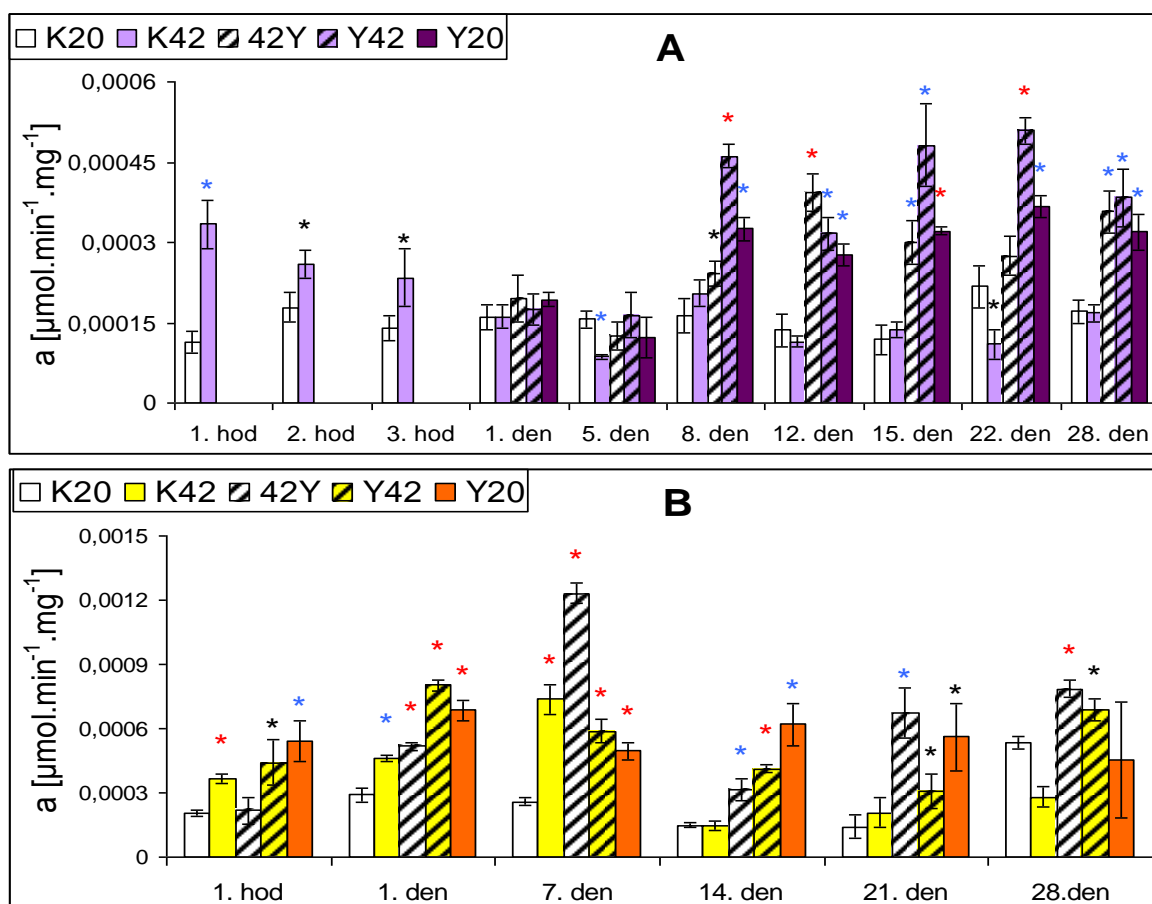 K20 K42 42Y Y42 Y20
A
a [µmol.min⁻¹.mg⁻¹]
0,0006
0,00045
0,0003
0,00015
0
* * * * * * * * * * * * * * * * * * * *
1. hod 2. hod 3. hod 1. den 5. den 8. den 12. den 15. den 22. den 28. den
K20 K42 42Y Y42 Y20
B
a [µmol.min⁻¹.mg⁻¹]
0,0015
0,0012
0,0009
0,0006
0,0003
0
* * * * * * * * * * * * * * * * * * *
1. hod 1. den 7. den 14. den 21. den 28.den